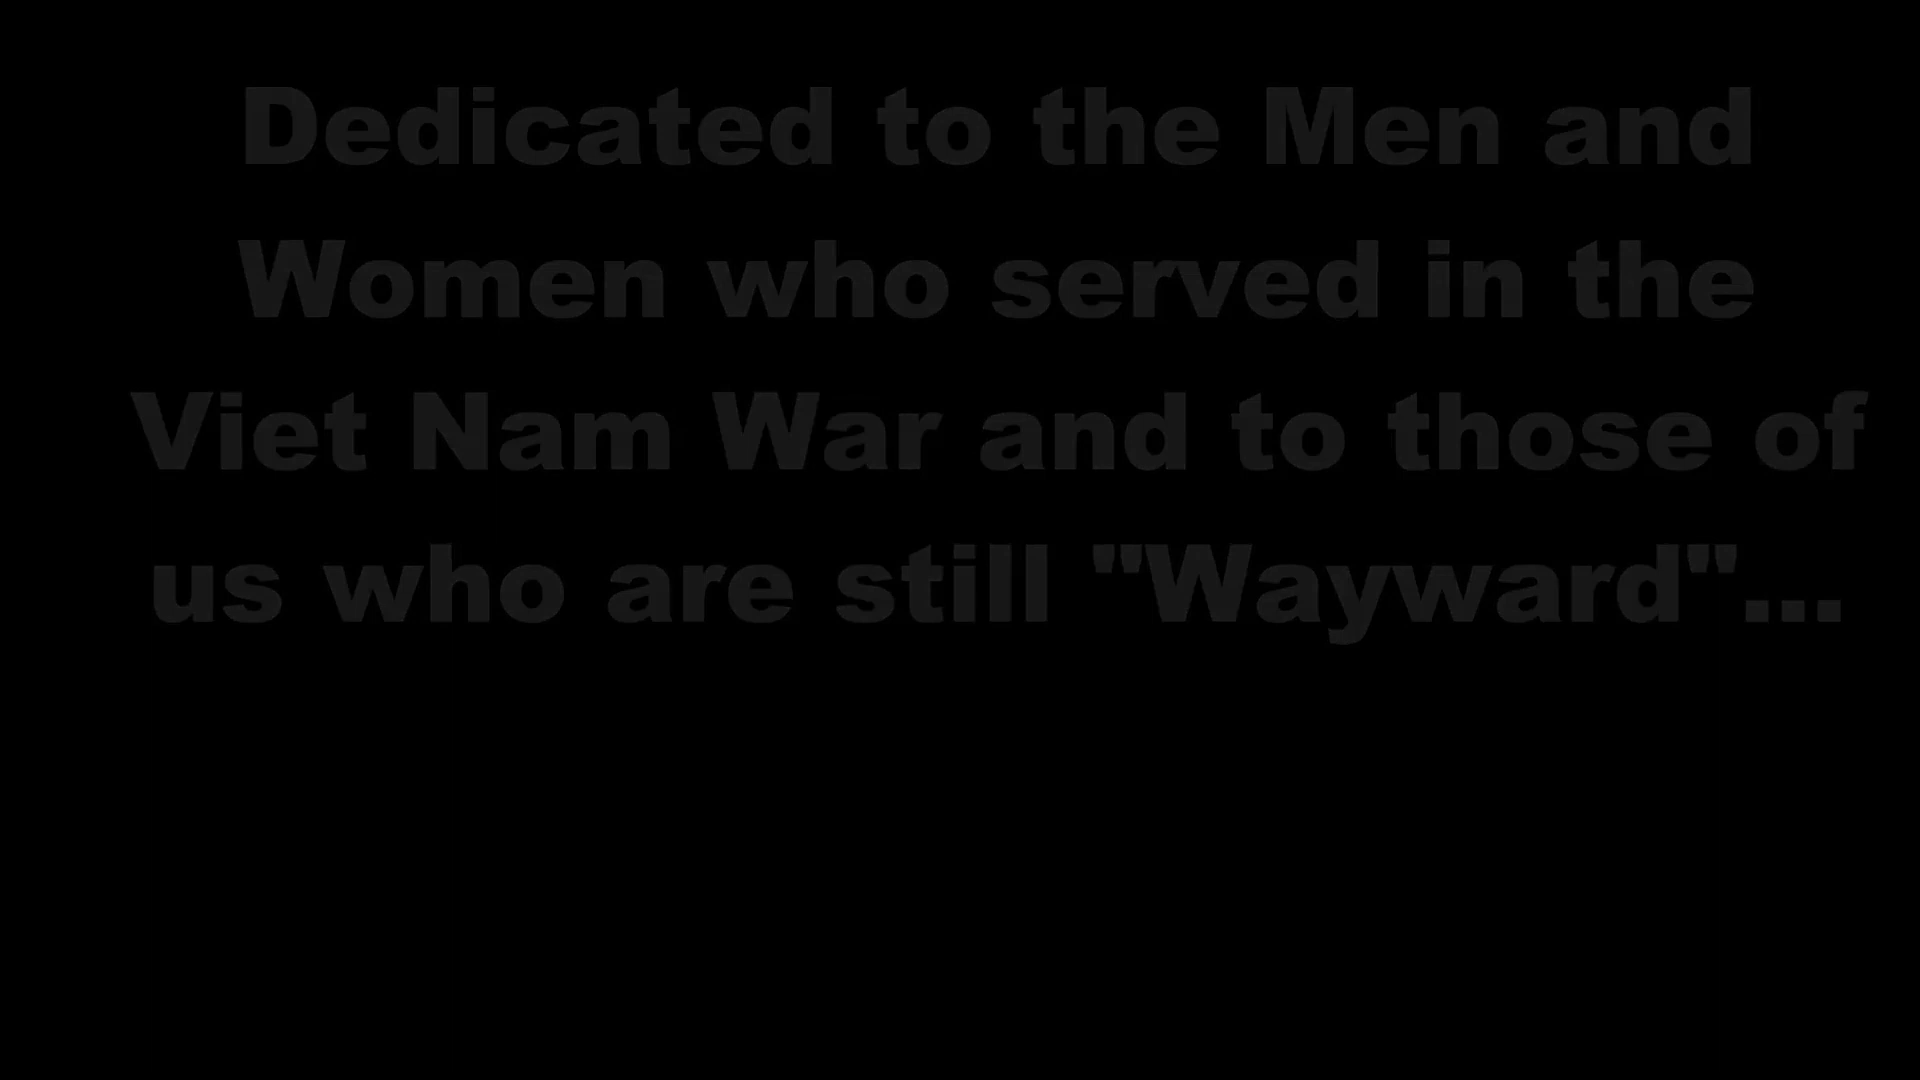 Dedicated to the Men and
Women who served in the
Viet Nam War and to those of
us who are still "Wayward"...